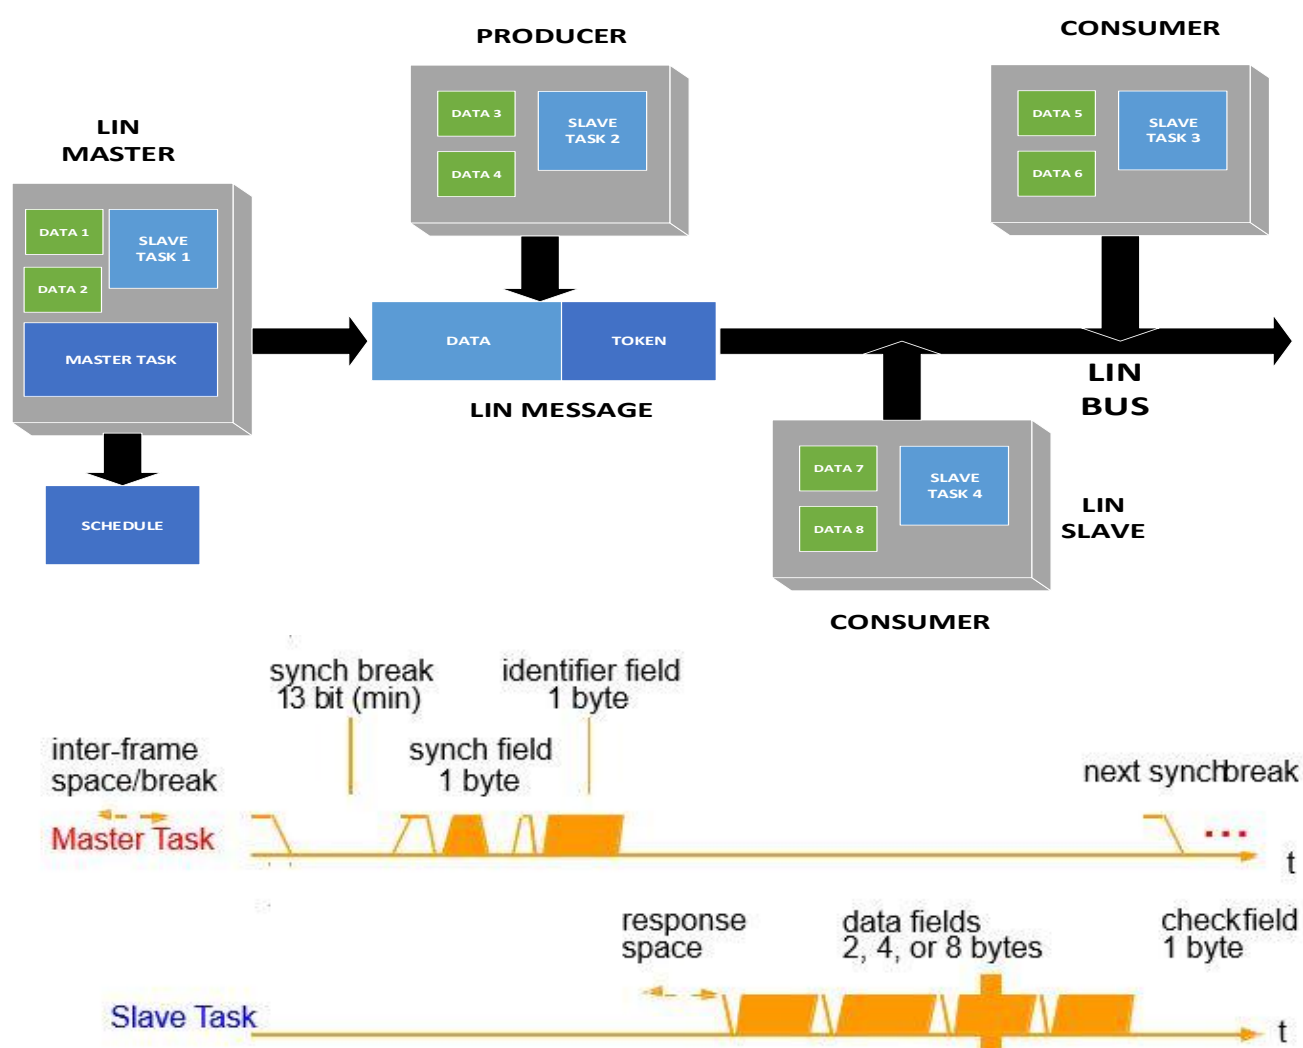 PRODUCER
CONSUMER
LIN
MASTER
DATA 3
SLAVE
TASK 2
DATA 4
DATA 5
SLAVE
TASK 3
DATA 6
DATA 1
SLAVE
TASK 1
DATA 2
MASTER TASK
DATA
TOKEN
LIN MESSAGE
LIN
BUS
SCHEDULE
DATA 7
SLAVE
TASK 4
DATA 8
LIN
SLAVE
CONSUMER
synch break
13 bit (min)
identifier field
1 byte
inter-frame
space/break
synch field
1 byte
next synchbreak
Master Task
t
response
space
data fields
2, 4, or 8 bytes
checkfield
1 byte
Slave Task
t